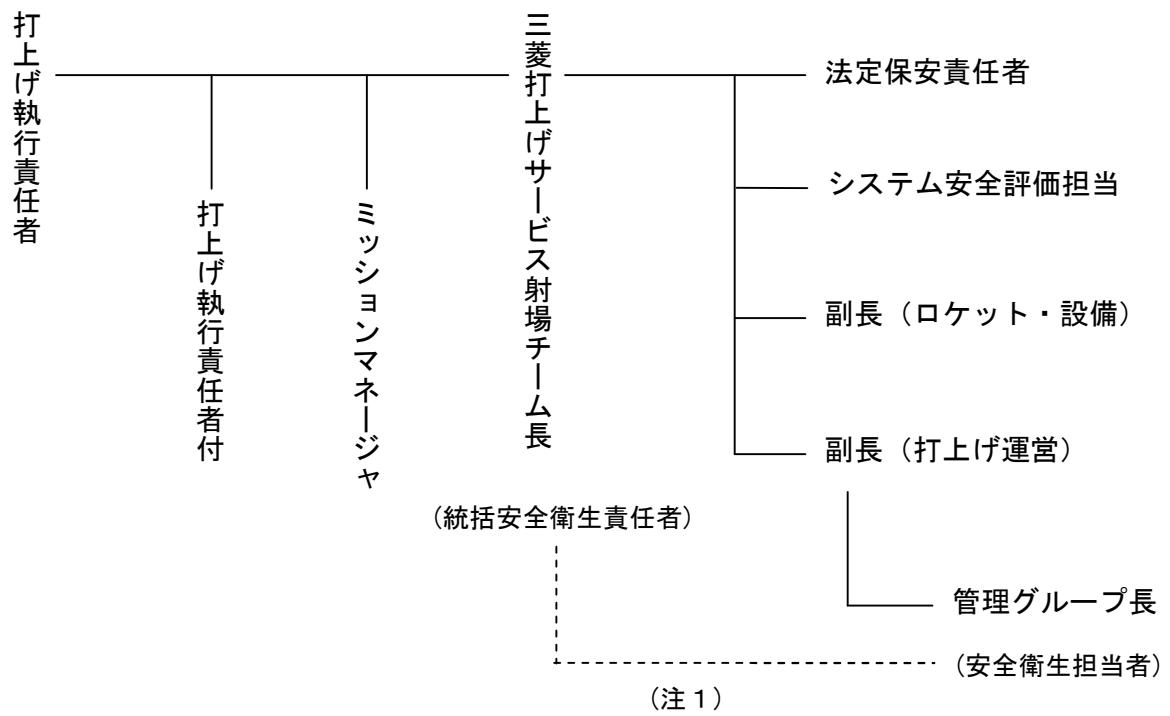 打上げ執行責任者
打上げ執行責任者付
ミッションマネージャ
三菱打上げサービス射場チーム長
(統括安全衛生責任者)
法定保安責任者
システム安全評価担当
副長（ロケット・設備）
副長（打上げ運営）
管理グループ長
(安全衛生担当者)
(注１)